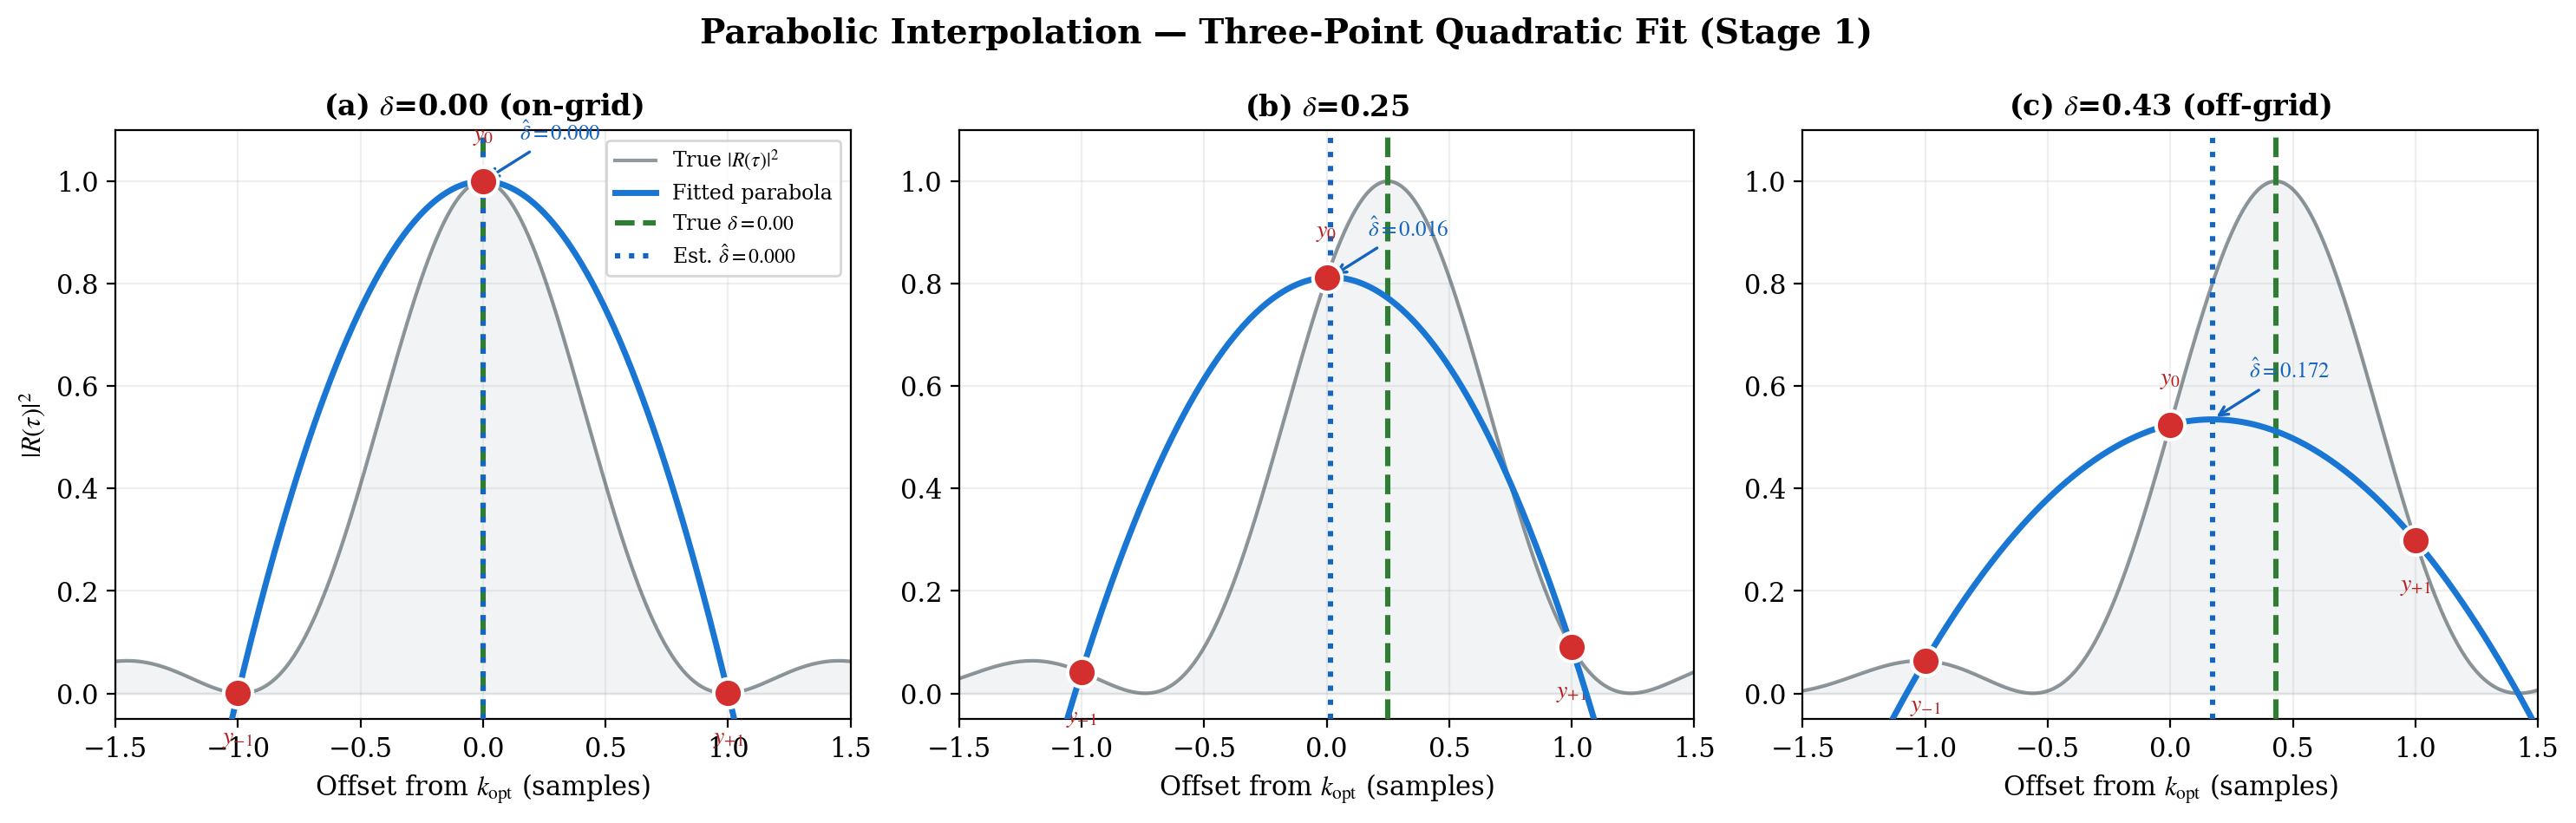 Parabolic Interpolation — Three-Point Quadratic Fit (Stage 1)
(a) δ=0.00 (on-grid)
y₀
δ̂=0.000
True |R(τ)|²
Fitted parabola
True δ=0.00
Est. δ̂=0.000
|R(τ)|²
1.0
0.8
0.6
0.4
0.2
0.0
y₋₁
y₊₁
−1.5 −1.0 −0.5 0.0 0.5 1.0 1.5
Offset from k_opt (samples)
(b) δ=0.25
y₀
δ̂=0.016
1.0
0.8
0.6
0.4
0.2
0.0
y₋₁
y₊₁
−1.5 −1.0 −0.5 0.0 0.5 1.0 1.5
Offset from k_opt (samples)
(c) δ=0.43 (off-grid)
y₀
δ̂=0.172
1.0
0.8
0.6
0.4
0.2
0.0
y₋₁
y₊₁
−1.5 −1.0 −0.5 0.0 0.5 1.0 1.5
Offset from k_opt (samples)